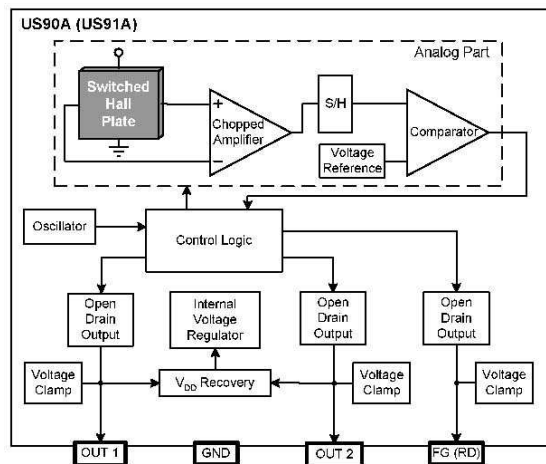 US90A (US91A)
Analog Part
Switched
Hall
Plate
+
−
Chopped
Amplifier
S/H
Comparator
Voltage
Reference
Oscillator
Control Logic
Open
Drain
Output
Internal
Voltage
Regulator
Open
Drain
Output
Open
Drain
Output
Voltage
Clamp
VDD Recovery
Voltage
Clamp
Voltage
Clamp
OUT 1
GND
OUT 2
FG (RD)